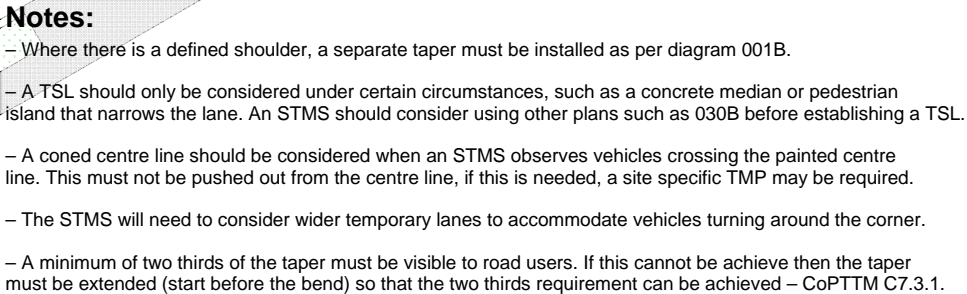 Notes:
– Where there is a defined shoulder, a separate taper must be installed as per diagram 001B.
– A TSL should only be considered under certain circumstances, such as a concrete median or pedestrian
island that narrows the lane. An STMS should consider using other plans such as 030B before establishing a TSL.
– A coned centre line should be considered when an STMS observes vehicles crossing the painted centre
line. This must not be pushed out from the centre line, if this is needed, a site specific TMP may be required.
– The STMS will need to consider wider temporary lanes to accommodate vehicles turning around the corner.
– A minimum of two thirds of the taper must be visible to road users. If this cannot be achieve then the taper
must be extended (start before the bend) so that the two thirds requirement can be achieved – CoPTTM C7.3.1.